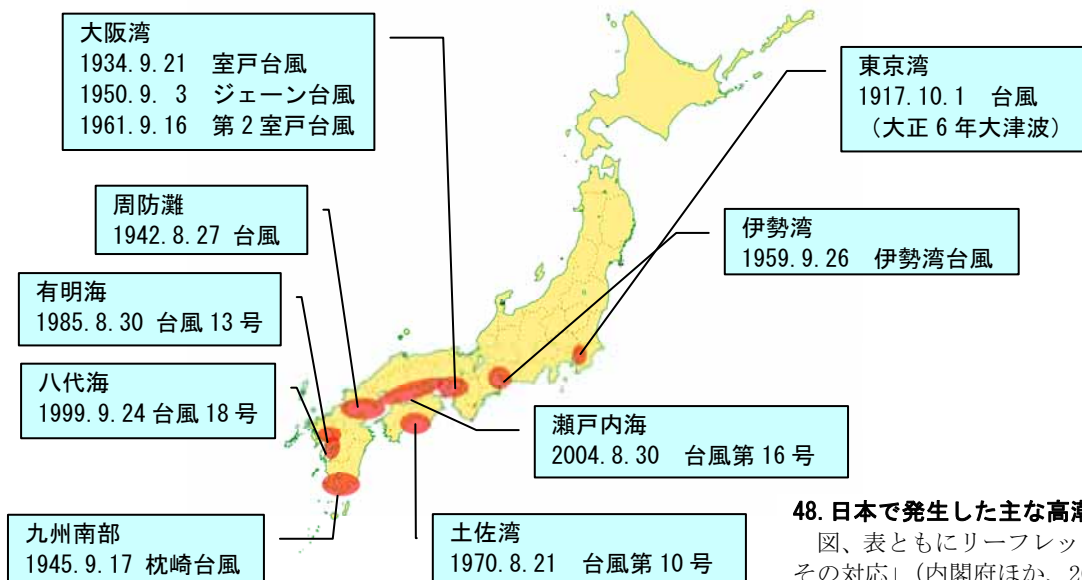 大阪湾
1934.9.21 室戸台風
1950.9. 3 ジェーン台風
1961.9.16 第2室戸台風
東京湾
1917.10.1 台風
（大正6年大津波）
周防灘
1942.8.27 台風
伊勢湾
1959.9.26 伊勢湾台風
有明海
1985.8.30 台風13号
八代海
1999.9.24 台風18号
瀬戸内海
2004.8.30 台風第16号
九州南部
1945.9.17 枕崎台風
土佐湾
1970.8.21 台風第10号
48.日本で発生した主な高潮
図、表ともにリーフレッ
その対応」（内閣府ほか，20